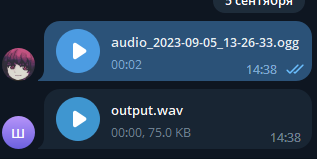 5 сентября
audio_2023-09-05_13-26-33.ogg
00:02
14:38
output.wav
ш
00:00, 75.0 KB
14:38